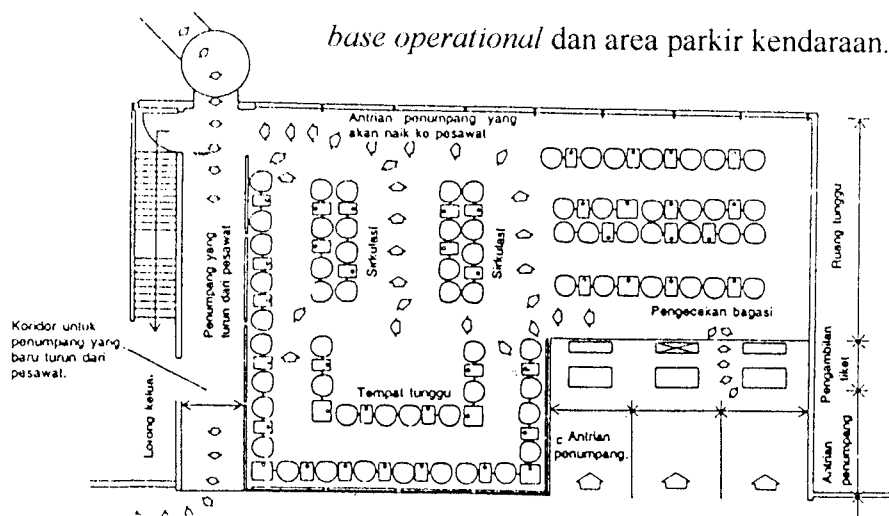 base operational dan area parkir kendaraan.
Antrian penumpang yang
akan naik ko pesawat
Penumpang yang
turun dari pesawat
Sirkulasi
Sirkulasi
Ruang tunggu
Pengecekan bagasi
Koridor untuk
penumpang yang
baru turun dari
pesawat.
Tempat tunggu
Pengambilan
tiket
Lorong keluar.
Antrian
penumpang.
Antrian
penumpang